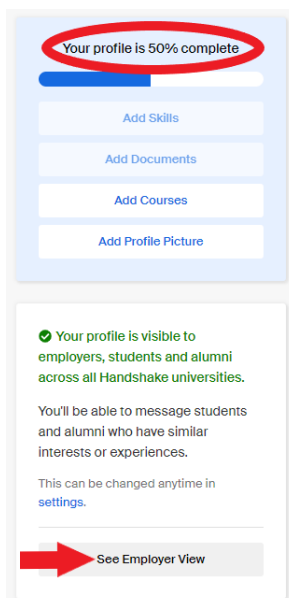 Your profile is 50% complete
Add Skills
Add Documents
Add Courses
Add Profile Picture
Your profile is visible to
employers, students and alumni
across all Handshake universities.
You'll be able to message students
and alumni who have similar
interests or experiences.
This can be changed anytime in
settings.
See Employer View